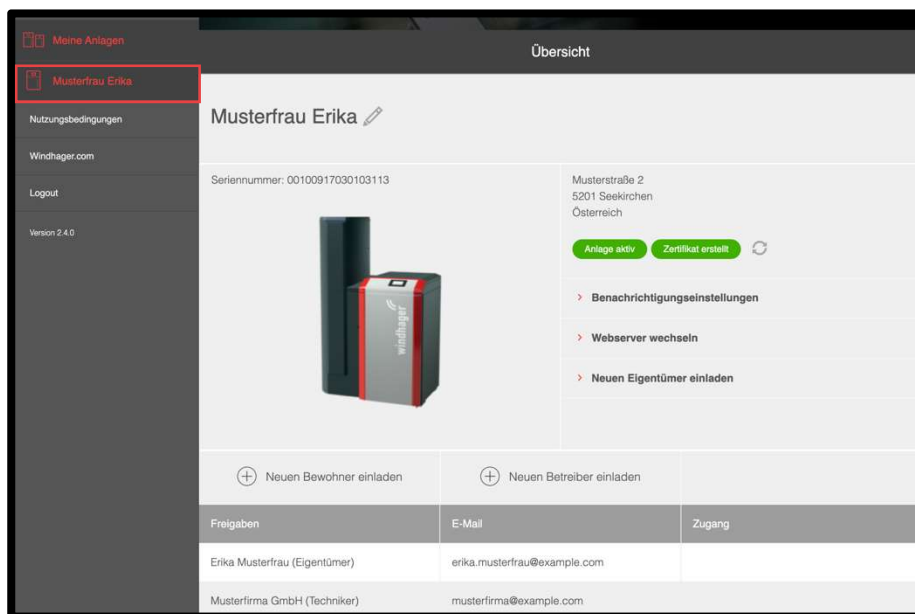 Meine Anlagen
Musterfrau Erika
Nutzungsbedingungen
Windhager.com
Logout
Version 2.4.0
Übersicht
Musterfrau Erika
Seriennummer: 00100917030103113
windhager
Musterstraße 2
5201 Seekirchen
Österreich
Anlage aktiv Zertifikat erstellt
Benachrichtigungseinstellungen
Webserver wechseln
Neuen Eigentümer einladen
Neuen Bewohner einladen Neuen Betreiber einladen
Freigaben E-Mail Zugang
Erika Musterfrau (Eigentümer) erika.musterfrau@example.com
Musterfirma GmbH (Techniker) musterfirma@example.com